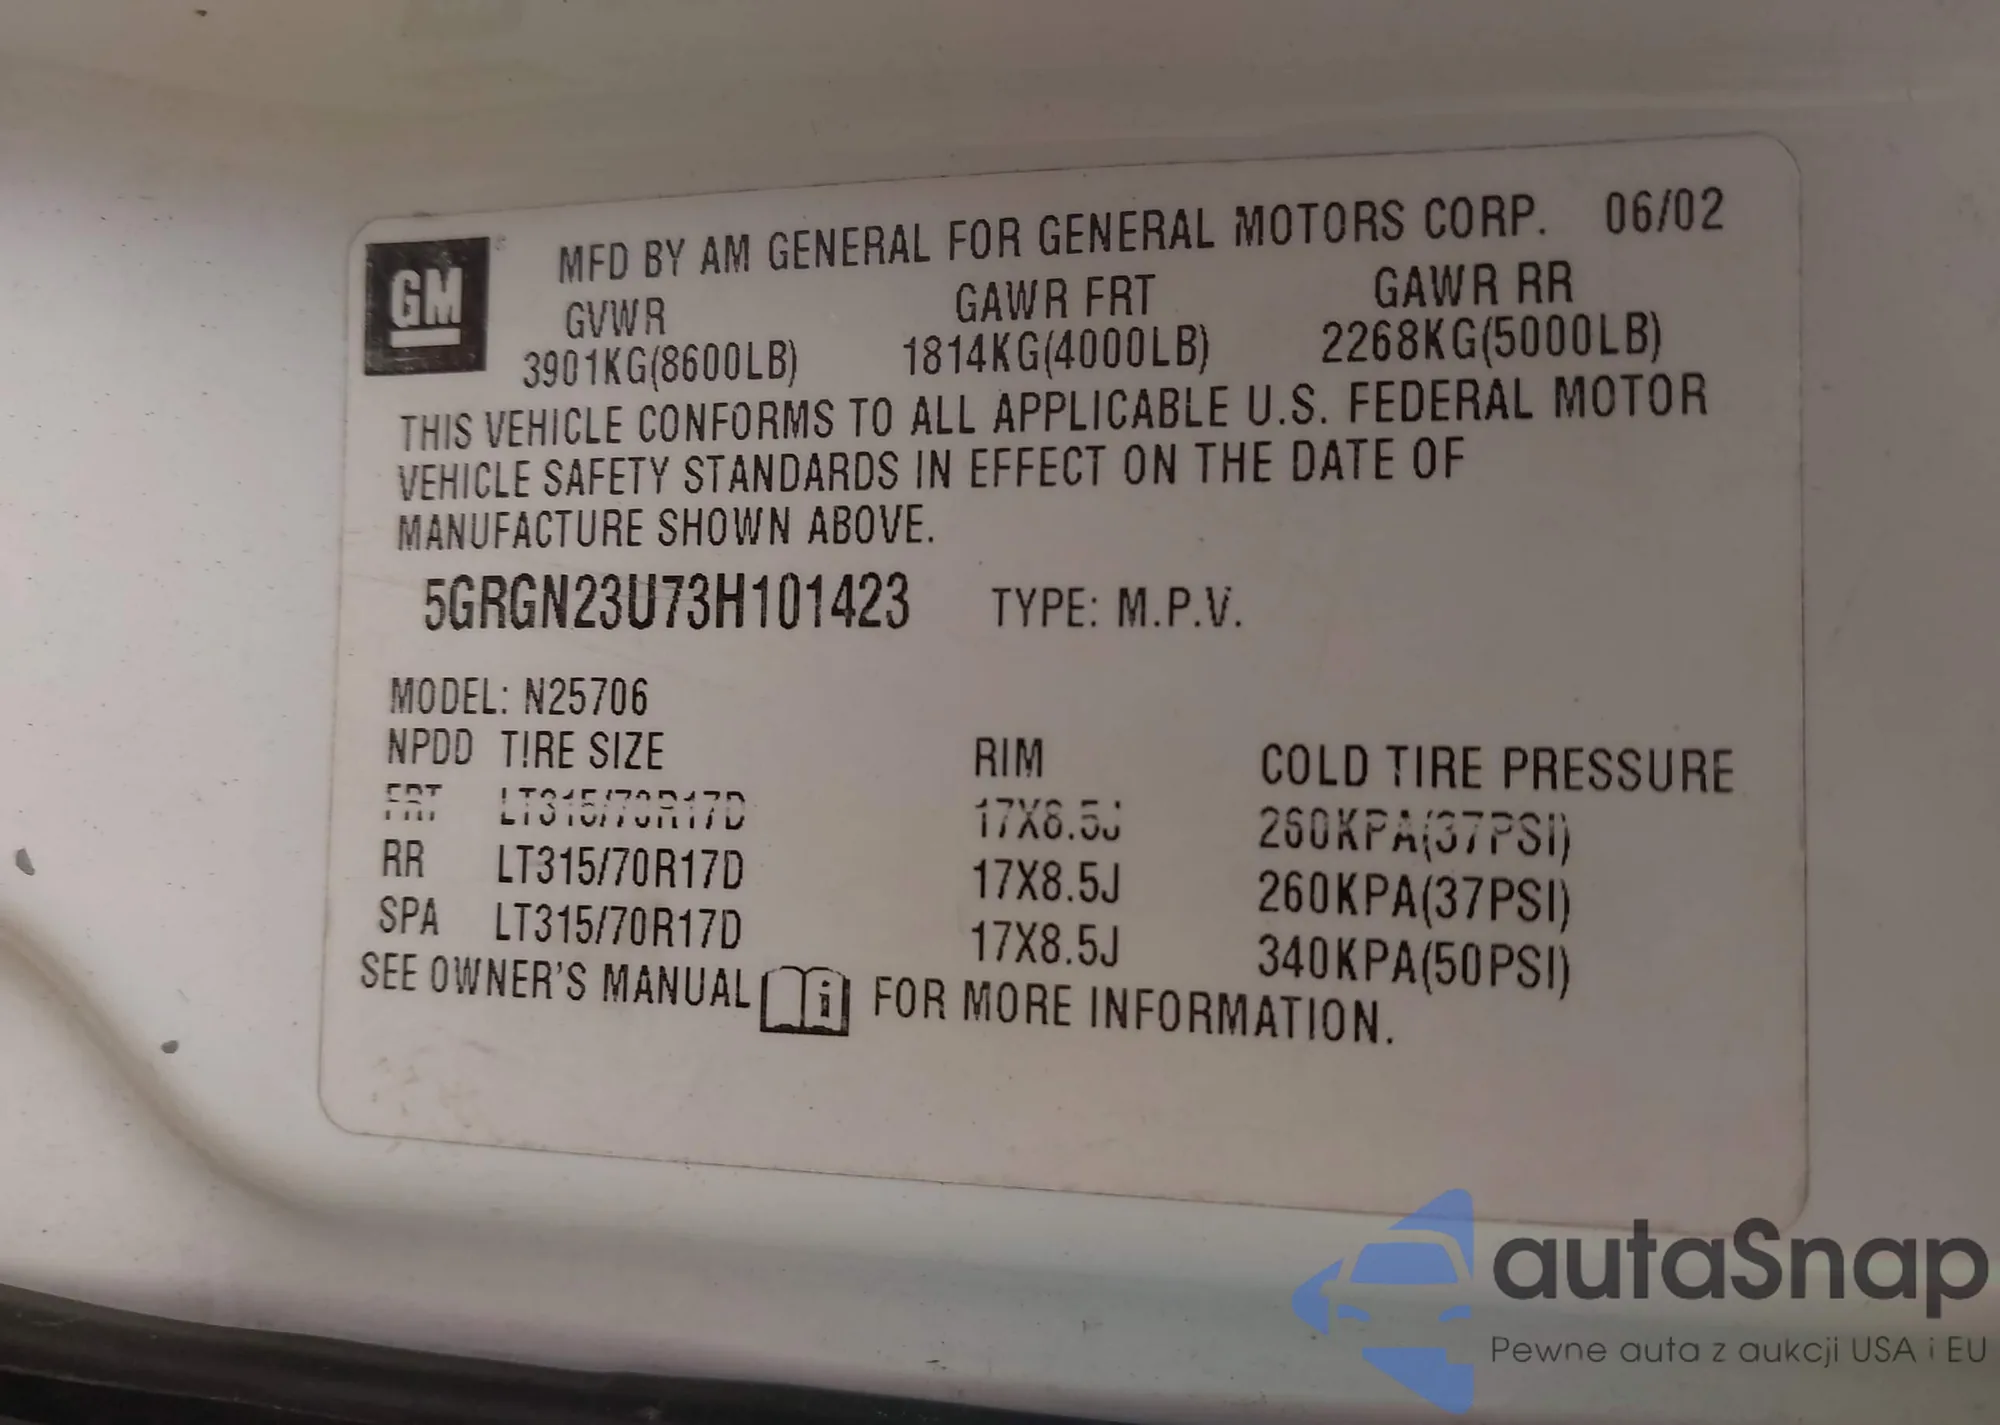 GM
MFD BY AM GENERAL FOR GENERAL MOTORS CORP. 06/02
GVWR GAWR FRT GAWR RR
3901KG(8600LB) 1814KG(4000LB) 2268KG(5000LB)
THIS VEHICLE CONFORMS TO ALL APPLICABLE U.S. FEDERAL MOTOR
VEHICLE SAFETY STANDARDS IN EFFECT ON THE DATE OF
MANUFACTURE SHOWN ABOVE.
5GRGN23U73H101423 TYPE: M.P.V.
MODEL: N25706
NPDD TIRE SIZE RIM COLD TIRE PRESSURE
FRT LT315/70R17D 17X8.5J 260KPA(37PSI)
RR LT315/70R17D 17X8.5J 260KPA(37PSI)
SPA LT315/70R17D 17X8.5J 340KPA(50PSI)
SEE OWNER'S MANUAL i FOR MORE INFORMATION.
autaSnap
Pewne auta z aukcji USA i EU